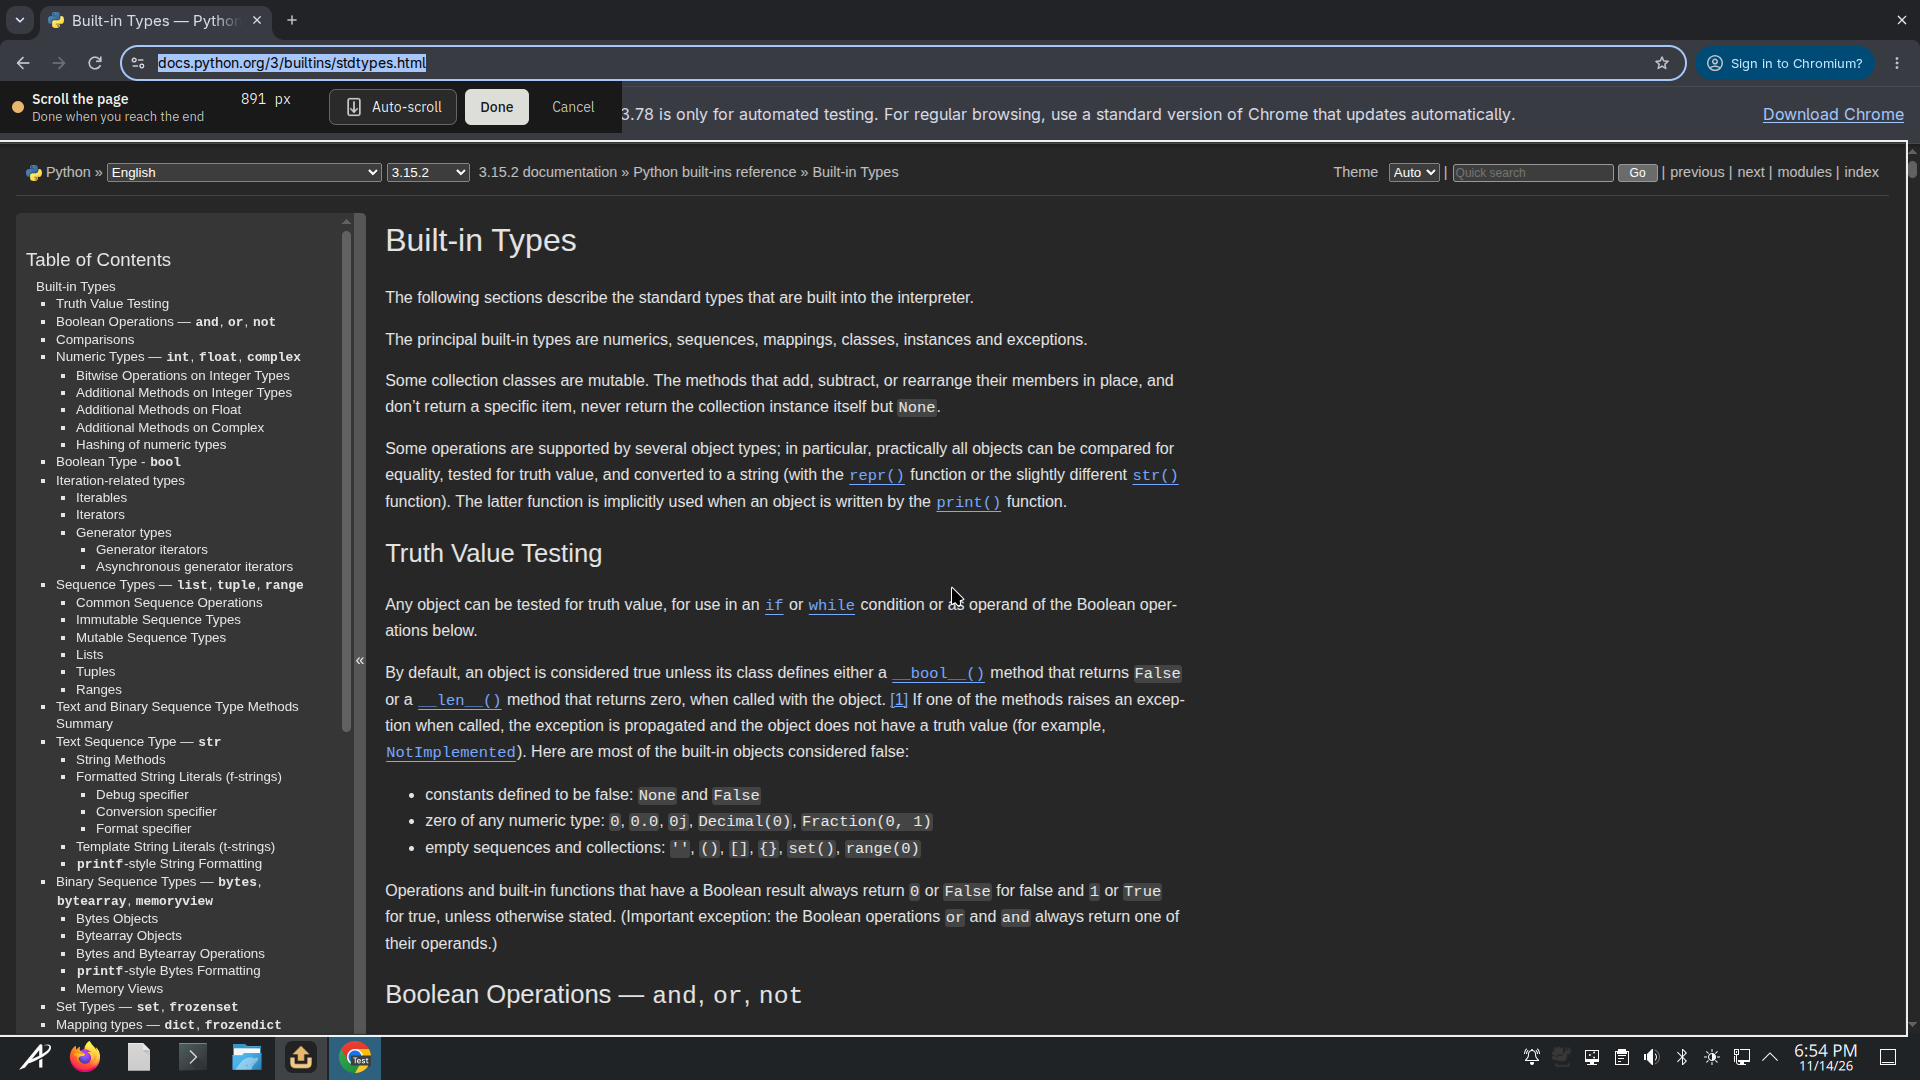 Built-in Types — Pytho
docs.python.org/3/builtins/stdtypes.html
Sign in to Chromium?
Scroll the page
Done when you reach the end
891 px
Auto-scroll
Done
Cancel
3.78 is only for automated testing. For regular browsing, use a standard version of Chrome that updates automatically.
Download Chrome
Python »
English
3.15.2
3.15.2 documentation » Python built-ins reference » Built-in Types
Theme
Auto
|
Quick search
Go
| previous | next | modules | index
Table of Contents
Built-in Types
Truth Value Testing
Boolean Operations — and, or, not
Comparisons
Numeric Types — int, float, complex
Bitwise Operations on Integer Types
Additional Methods on Integer Types
Additional Methods on Float
Additional Methods on Complex
Hashing of numeric types
Boolean Type - bool
Iteration-related types
Iterables
Iterators
Generator types
Generator iterators
Asynchronous generator iterators
Sequence Types — list, tuple, range
Common Sequence Operations
Immutable Sequence Types
Mutable Sequence Types
Lists
Tuples
Ranges
Text and Binary Sequence Type Methods
Summary
Text Sequence Type — str
String Methods
Formatted String Literals (f-strings)
Debug specifier
Conversion specifier
Format specifier
Template String Literals (t-strings)
printf-style String Formatting
Binary Sequence Types — bytes,
bytearray, memoryview
Bytes Objects
Bytearray Objects
Bytes and Bytearray Operations
printf-style Bytes Formatting
Memory Views
Set Types — set, frozenset
Mapping types — dict, frozendict
«
Built-in Types
The following sections describe the standard types that are built into the interpreter.
The principal built-in types are numerics, sequences, mappings, classes, instances and exceptions.
Some collection classes are mutable. The methods that add, subtract, or rearrange their members in place, and
don’t return a specific item, never return the collection instance itself but None.
Some operations are supported by several object types; in particular, practically all objects can be compared for
equality, tested for truth value, and converted to a string (with the repr() function or the slightly different str()
function). The latter function is implicitly used when an object is written by the print() function.
Truth Value Testing
Any object can be tested for truth value, for use in an if or while condition or as operand of the Boolean oper-
ations below.
By default, an object is considered true unless its class defines either a __bool__() method that returns False
or a __len__() method that returns zero, when called with the object. [1] If one of the methods raises an excep-
tion when called, the exception is propagated and the object does not have a truth value (for example,
NotImplemented). Here are most of the built-in objects considered false:
• constants defined to be false: None and False
• zero of any numeric type: 0, 0.0, 0j, Decimal(0), Fraction(0, 1)
• empty sequences and collections: '', (), [], {}, set(), range(0)
Operations and built-in functions that have a Boolean result always return 0 or False for false and 1 or True
for true, unless otherwise stated. (Important exception: the Boolean operations or and and always return one of
their operands.)
Boolean Operations — and, or, not
Test
6:54 PM
11/14/26